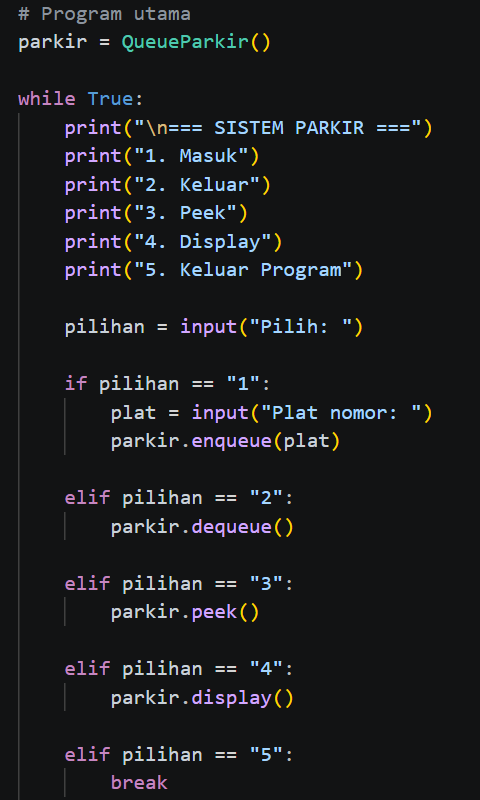 # Program utama
parkir = QueueParkir()
while True:
    print("\n=== SISTEM PARKIR ===")
    print("1. Masuk")
    print("2. Keluar")
    print("3. Peek")
    print("4. Display")
    print("5. Keluar Program")
    pilihan = input("Pilih: ")
    if pilihan == "1":
        plat = input("Plat nomor: ")
        parkir.enqueue(plat)
    elif pilihan == "2":
        parkir.dequeue()
    elif pilihan == "3":
        parkir.peek()
    elif pilihan == "4":
        parkir.display()
    elif pilihan == "5":
        break